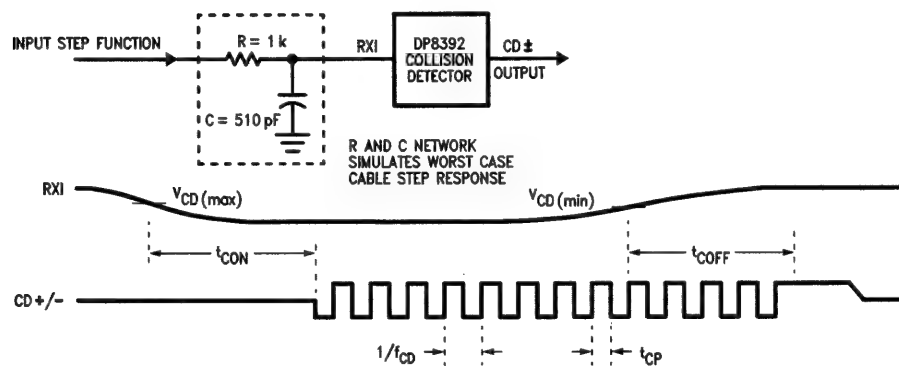 INPUT STEP FUNCTION
R = 1 k
RXI
DP8392
COLLISION
DETECTOR
CD ±
OUTPUT
C = 510 pF
R AND C NETWORK
SIMULATES WORST CASE
CABLE STEP RESPONSE
RXI
VCD (max)
VCD (min)
tCON
tCOFF
CD +/-
1/fCD
tCP